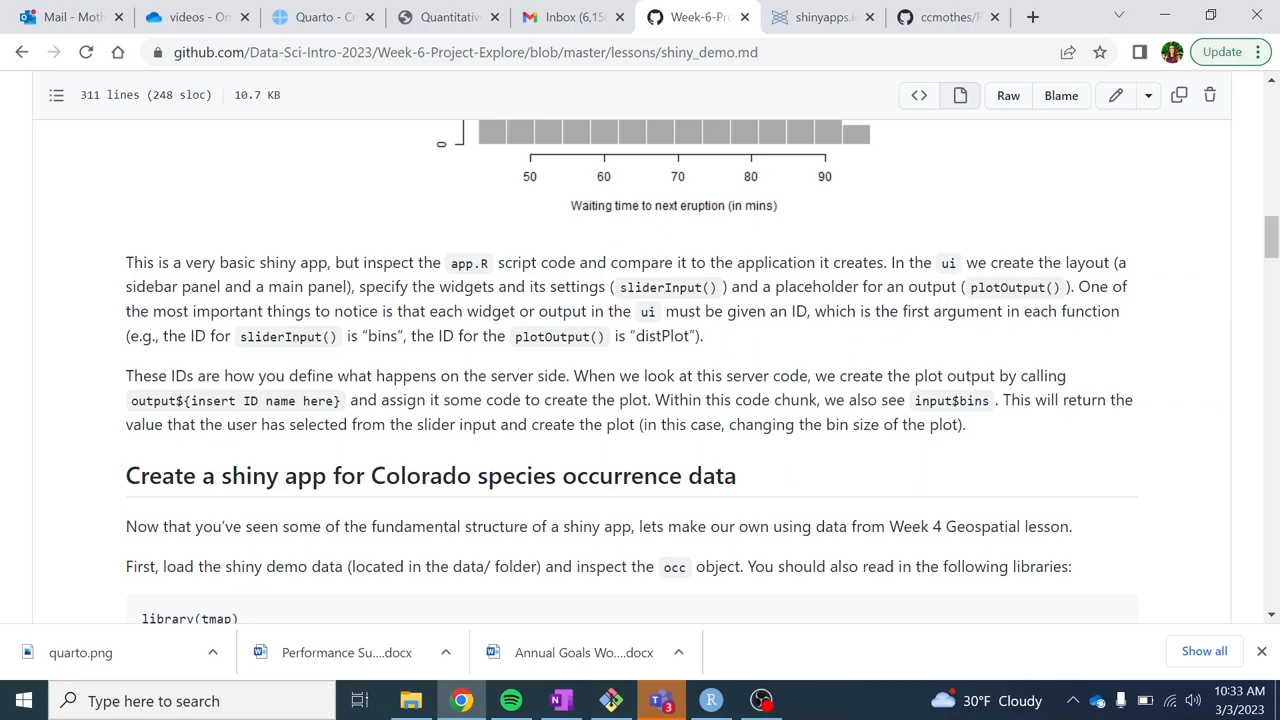 Mail - Moth
videos - On
Quarto - Cr
Quantitativ
Inbox (6,15
Week-6-Pro
shinyapps.i
ccmothes/R
github.com/Data-Sci-Intro-2023/Week-6-Project-Explore/blob/master/lessons/shiny_demo.md
Update
311 lines (248 sloc)
10.7 KB
Raw
Blame
0
50 60 70 80 90
Waiting time to next eruption (in mins)
This is a very basic shiny app, but inspect the app.R script code and compare it to the application it creates. In the ui we create the layout (a
sidebar panel and a main panel), specify the widgets and its settings ( sliderInput() ) and a placeholder for an output ( plotOutput() ). One of
the most important things to notice is that each widget or output in the ui must be given an ID, which is the first argument in each function
(e.g., the ID for sliderInput() is “bins”, the ID for the plotOutput() is “distPlot”).
These IDs are how you define what happens on the server side. When we look at this server code, we create the plot output by calling
output${insert ID name here} and assign it some code to create the plot. Within this code chunk, we also see input$bins . This will return the
value that the user has selected from the slider input and create the plot (in this case, changing the bin size of the plot).
Create a shiny app for Colorado species occurrence data
Now that you’ve seen some of the fundamental structure of a shiny app, lets make our own using data from Week 4 Geospatial lesson.
First, load the shiny demo data (located in the data/ folder) and inspect the occ object. You should also read in the following libraries:
library(tmap)
quarto.png
Performance Su....docx
Annual Goals Wo....docx
Show all
Type here to search
3
30°F Cloudy
10:33 AM
3/3/2023